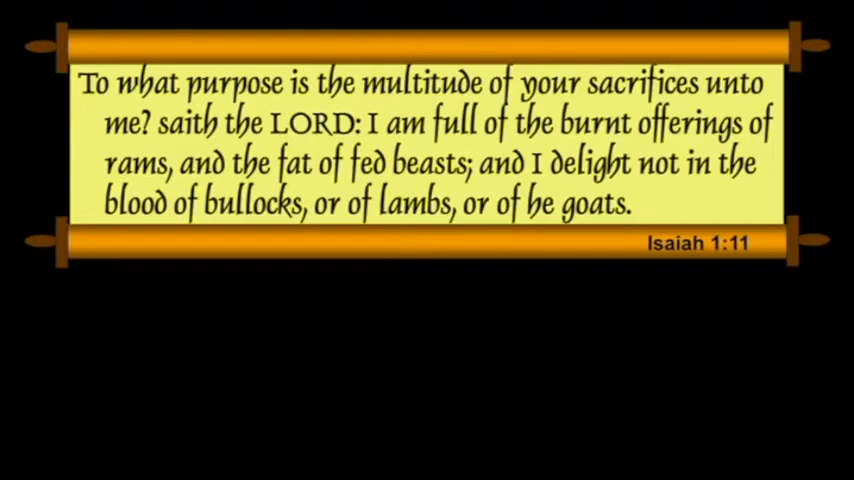 To what purpose is the multitude of your sacrifices unto
me? saith the LORD: I am full of the burnt offerings of
rams, and the fat of fed beasts; and I delight not in the
blood of bullocks, or of lambs, or of he goats.
Isaiah 1:11